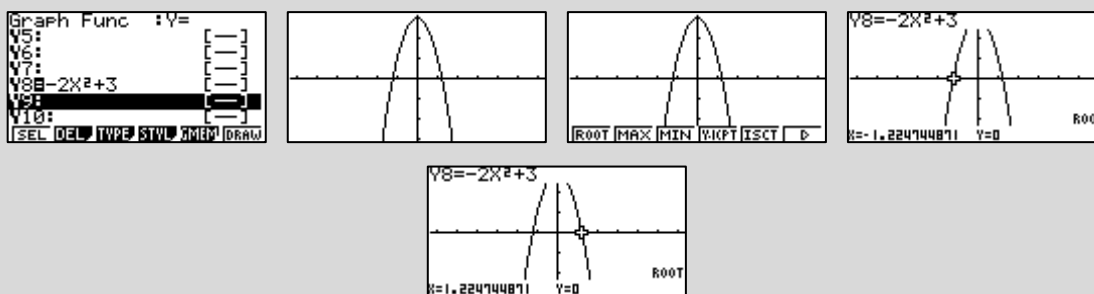 Graph Func :Y=
Y5: [—]
Y6: [—]
Y7: [—]
Y8=-2X²+3
Y9: [—]
Y10: [—]
SEL DEL TYPE STYL GMEM DRAW
ROOT MAX MIN Y-ICPT ISCT ▷
Y8=-2X²+3
ROO
X=-1.224744871 Y=0
Y8=-2X²+3
ROOT
X=1.224744871 Y=0